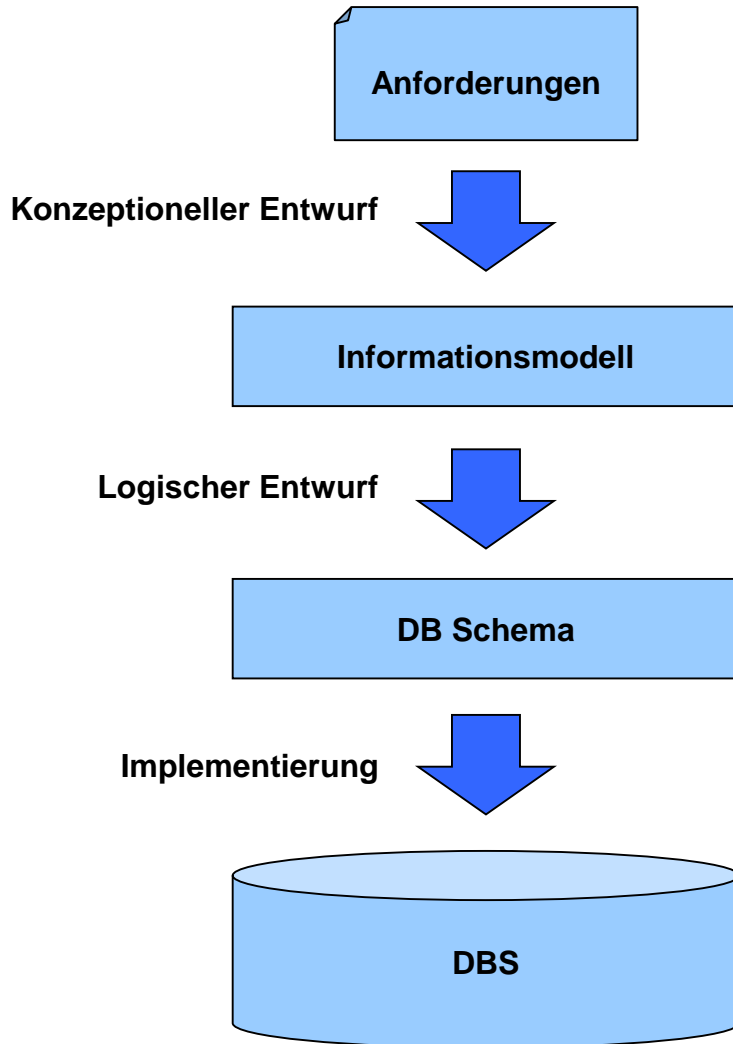 Anforderungen
Konzeptioneller Entwurf
Informationsmodell
Logischer Entwurf
DB Schema
Implementierung
DBS